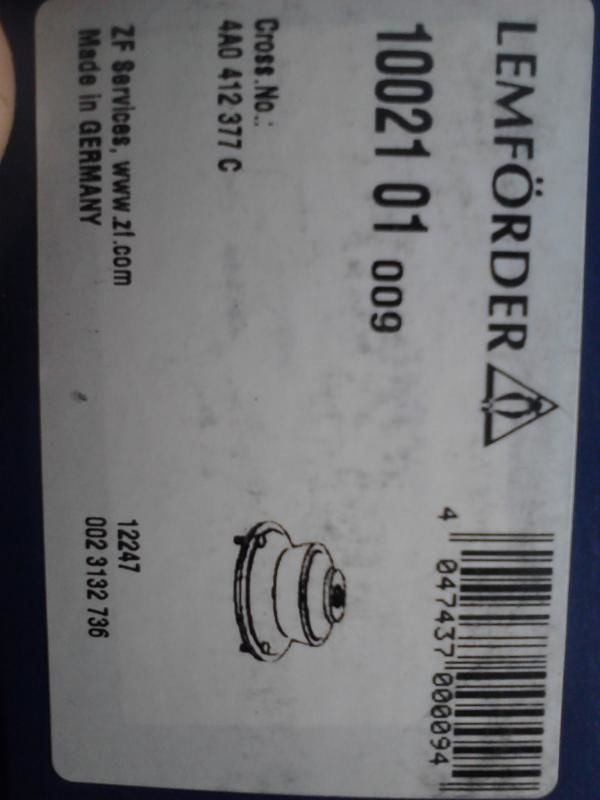 LEMFÖRDER
4 047437 000094
10021 01 009
Cross.No.:
4A0 412 377 C
ZF Services, www.zf.com
Made in GERMANY
12247
002 3132 736